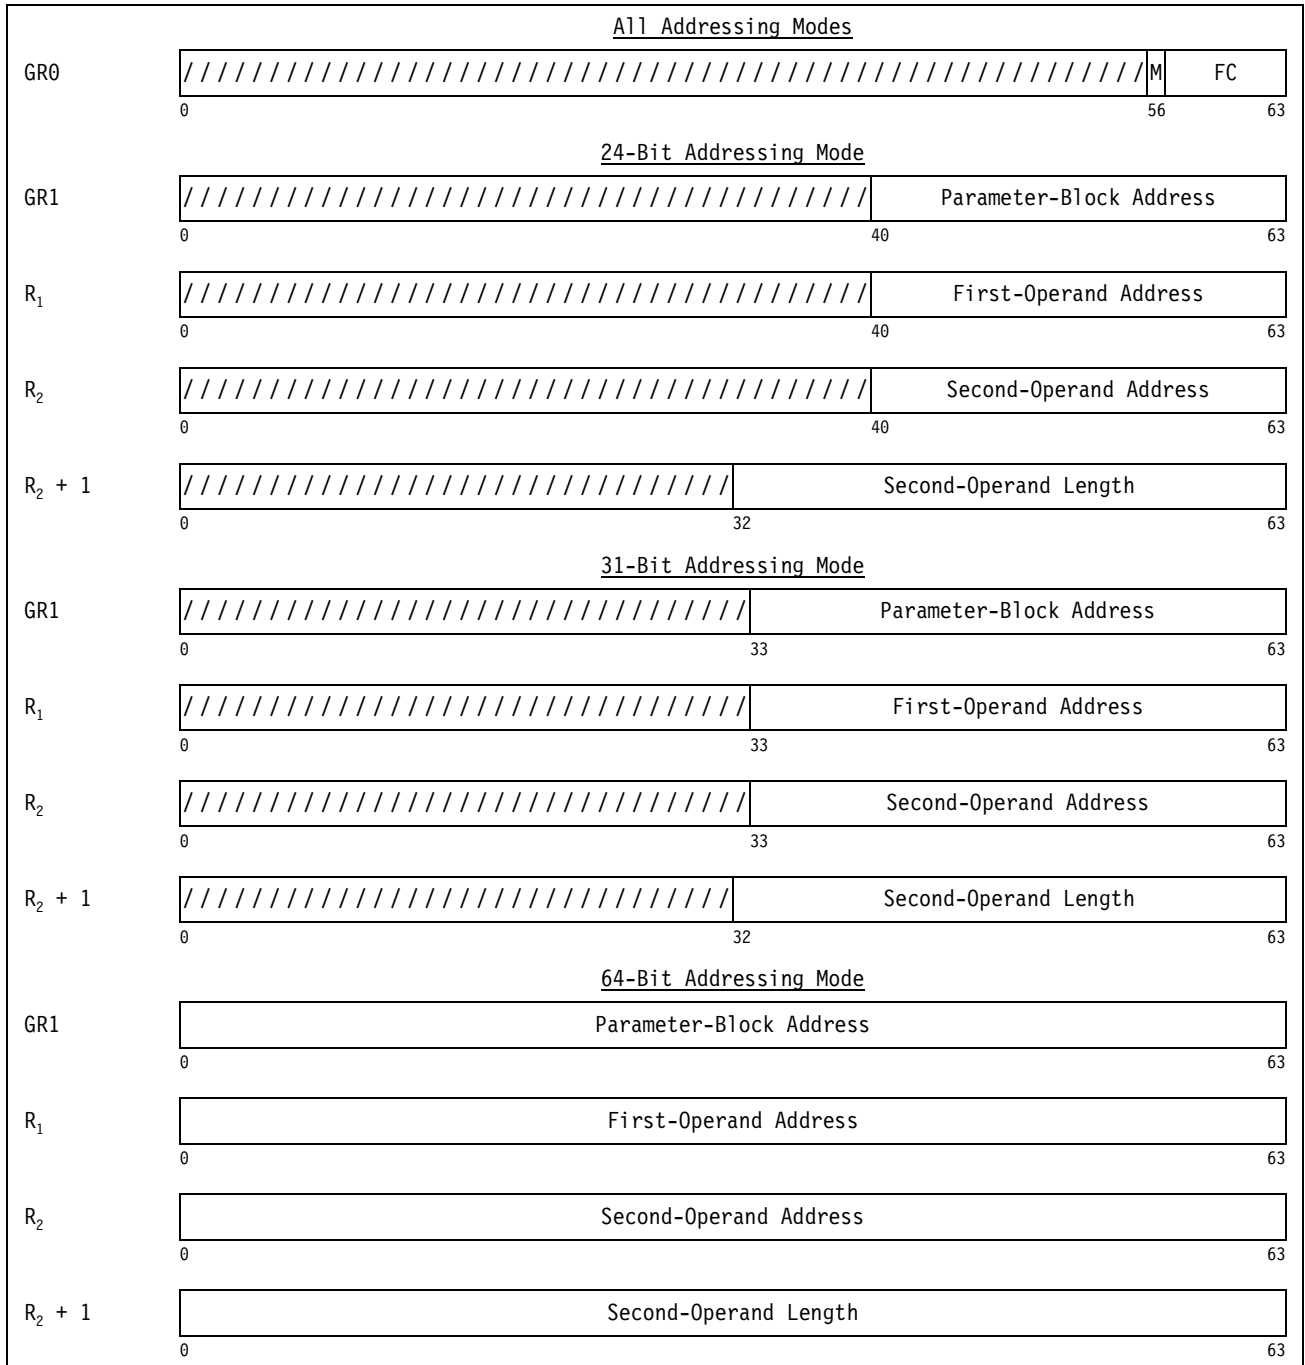 All Addressing Modes
GR0 ////////////////////////////////////////////////////////M FC
0 56 63
24-Bit Addressing Mode
GR1 //////////////////////////////////////// Parameter-Block Address
0 40 63
R₁ //////////////////////////////////////// First-Operand Address
0 40 63
R₂ //////////////////////////////////////// Second-Operand Address
0 40 63
R₂ + 1 //////////////////////////////// Second-Operand Length
0 32 63
31-Bit Addressing Mode
GR1 ///////////////////////////////// Parameter-Block Address
0 33 63
R₁ ///////////////////////////////// First-Operand Address
0 33 63
R₂ ///////////////////////////////// Second-Operand Address
0 33 63
R₂ + 1 //////////////////////////////// Second-Operand Length
0 32 63
64-Bit Addressing Mode
GR1 Parameter-Block Address
0 63
R₁ First-Operand Address
0 63
R₂ Second-Operand Address
0 63
R₂ + 1 Second-Operand Length
0 63